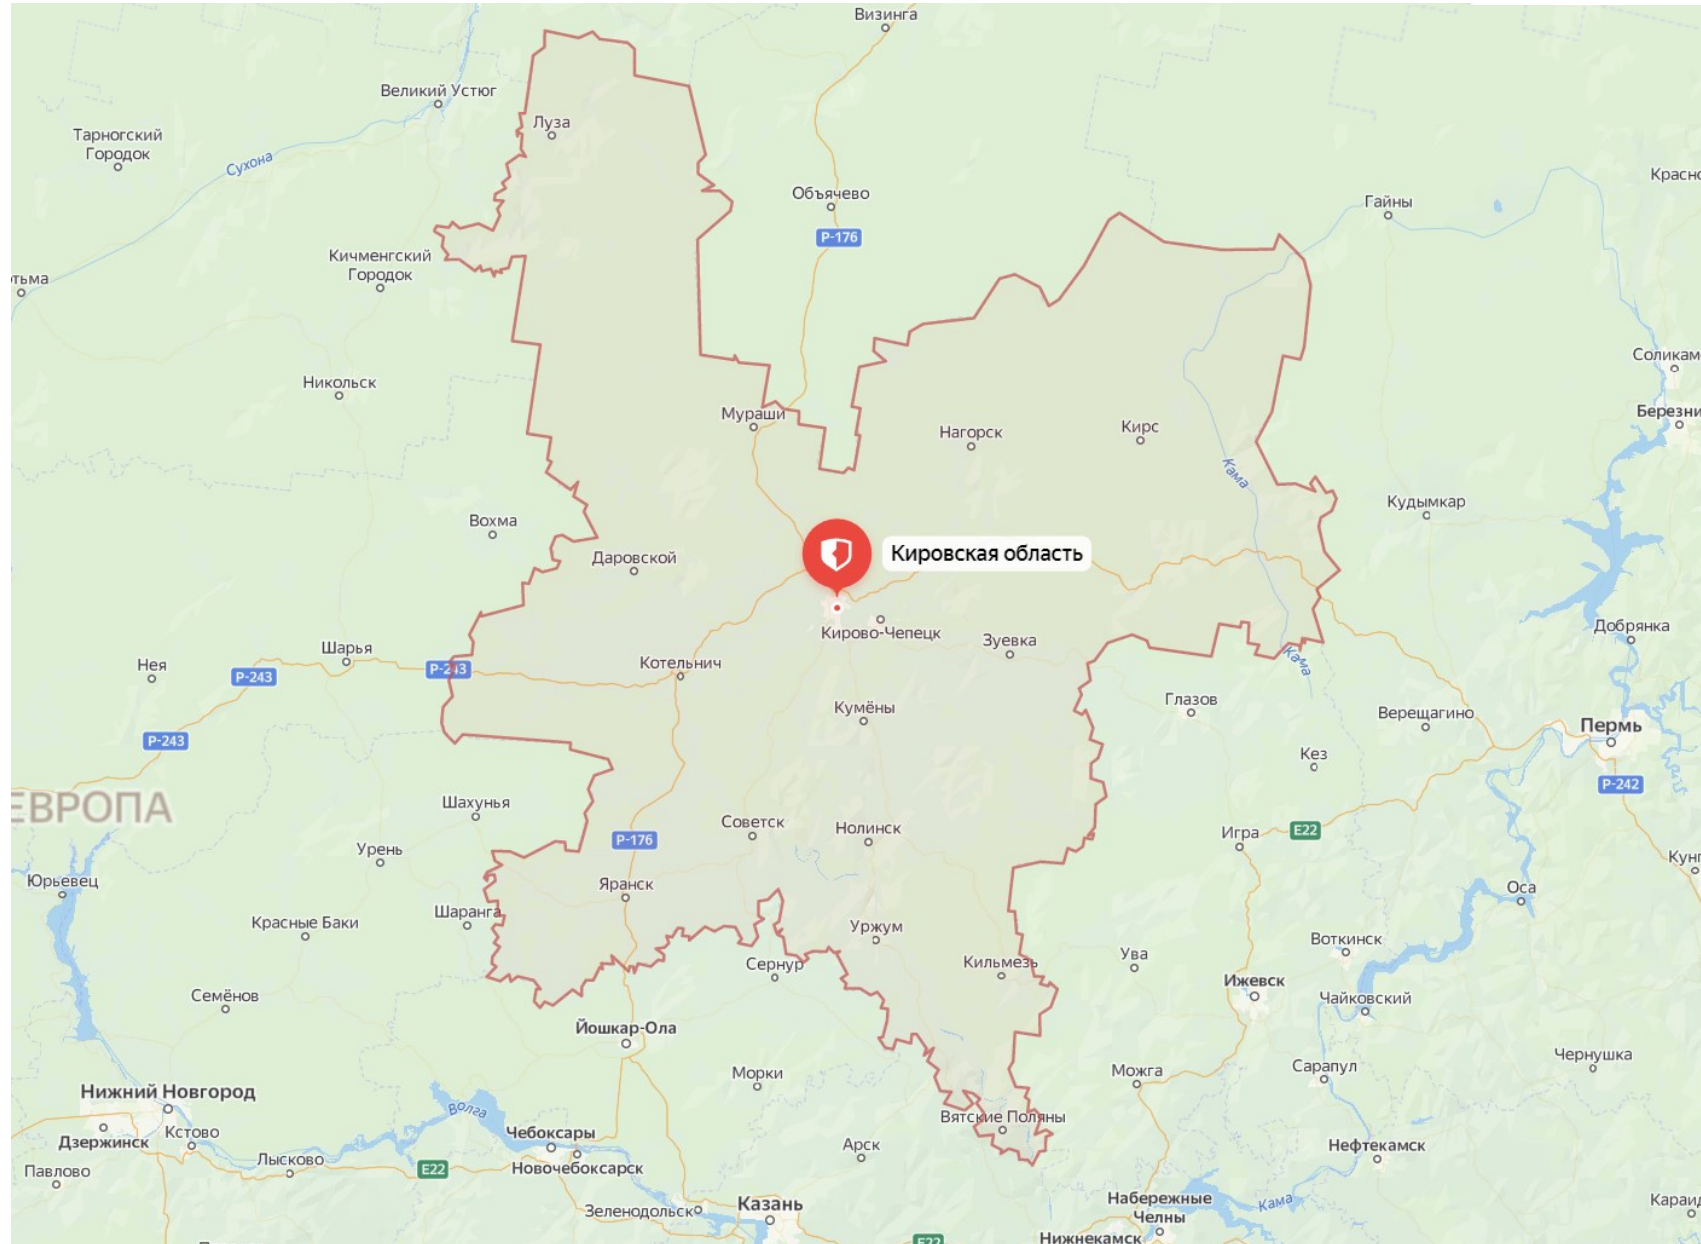 Визинга
Великий Устюг
Луза
Тарногский
Городок
Сухона
Красно
Объячево
Гайны
Р-176
Кичменгский
Городок
тьма
Соликам
Никольск
Мураши
Березни
Нагорск
Кирс
Кама
Кудымкар
Вохма
Даровской
Кировская область
Кирово-Чепецк
Зуевка
Добрянка
Шарья
Нея
Р-243
Р-243
Котельнич
Кама
Глазов
Кумёны
Верещагино
Пермь
Р-243
Кез
Р-242
ЕВРОПА
Шахунья
Советск
Нолинск
Игра
E22
Р-176
Урень
Кунг
Юрьевец
Яранск
Оса
Шаранга
Красные Баки
Уржум
Воткинск
Ува
Сернур
Кильмезь
Ижевск
Семёнов
Чайковский
Йошкар-Ола
Чернушка
Морки
Можга
Сарапул
Нижний Новгород
Волга
Вятские Поляны
Дзержинск
Кстово
Чебоксары
Арск
Нефтекамск
Лысково
E22
Новочебоксарск
Павлово
Набережные
Челны
Кама
Караид
Зеленодольск
Казань
E22
Нижнекамск